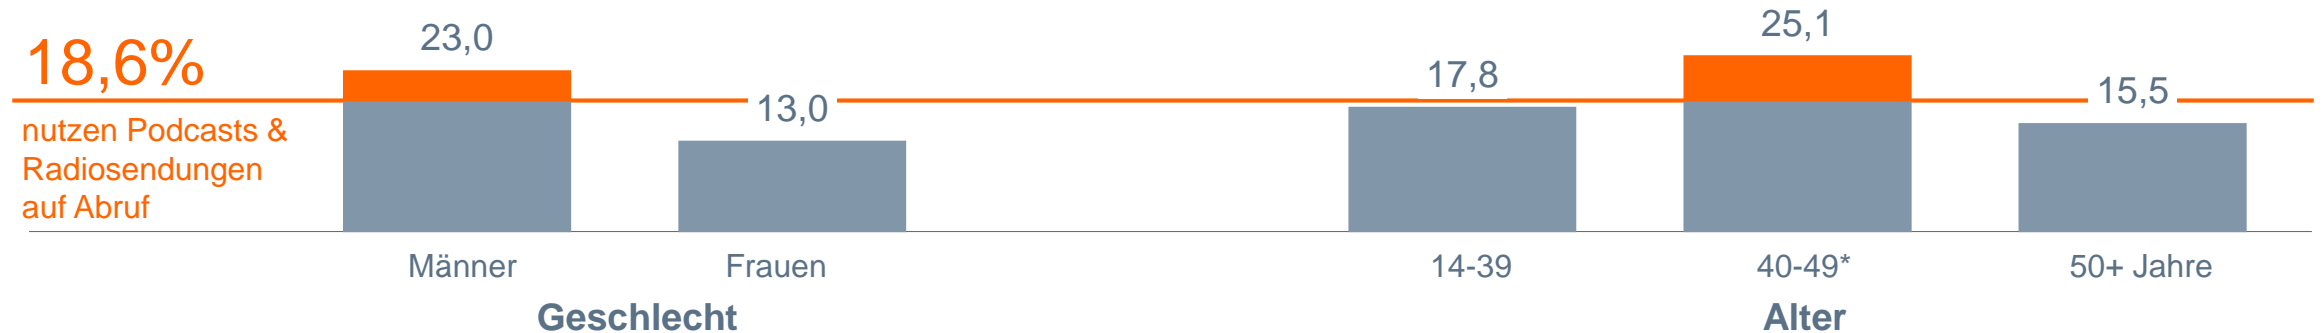 18,6%
nutzen Podcasts &
Radiosendungen
auf Abruf
23,0
13,0
17,8
25,1
15,5
Männer
Frauen
14-39
40-49*
50+ Jahre
Geschlecht
Alter